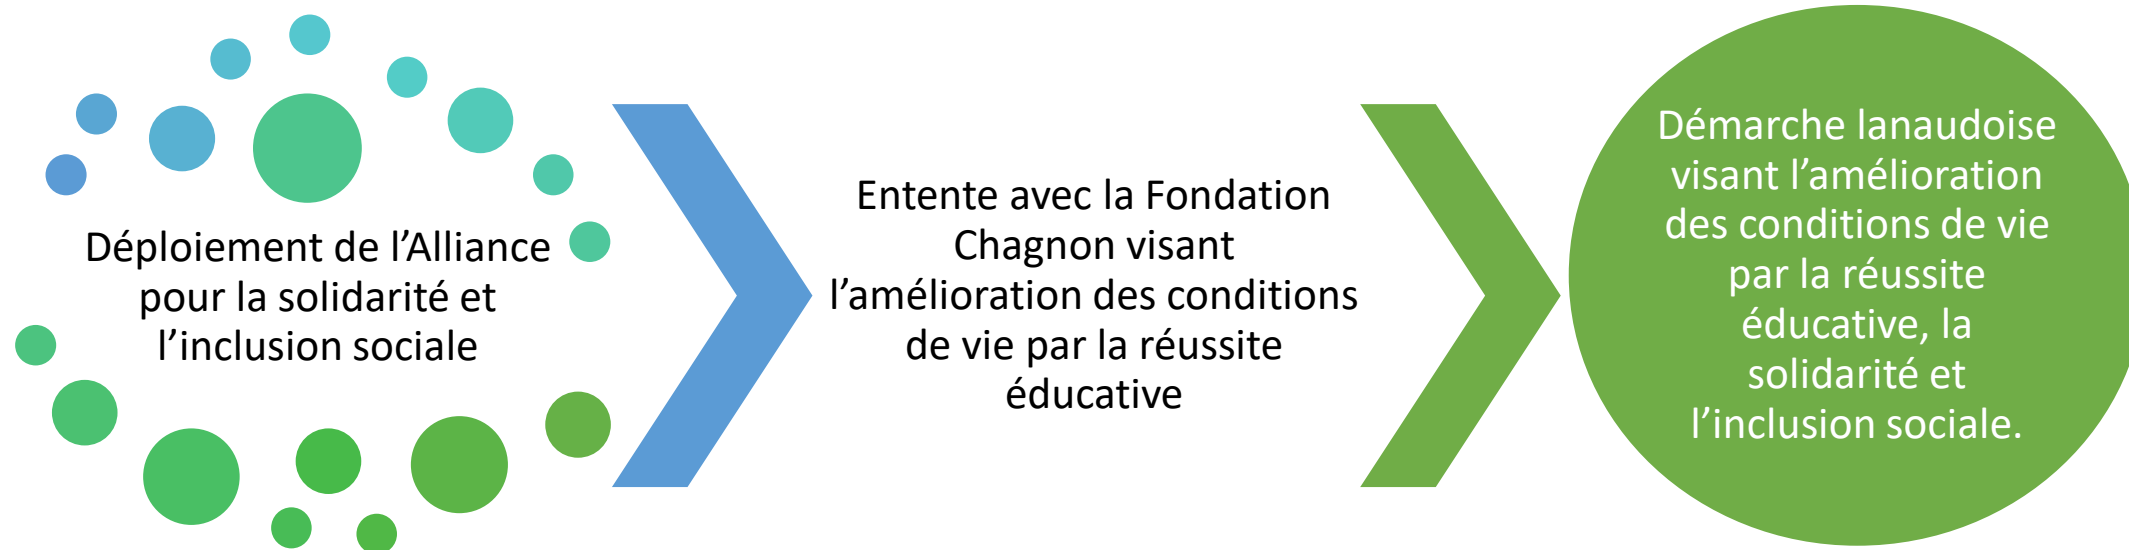 Déploiement de l’Alliance
pour la solidarité et
l’inclusion sociale
Entente avec la Fondation
Chagnon visant
l’amélioration des conditions
de vie par la réussite
éducative
Démarche lanaudoise
visant l’amélioration
des conditions de vie
par la réussite
éducative, la
solidarité et
l’inclusion sociale.